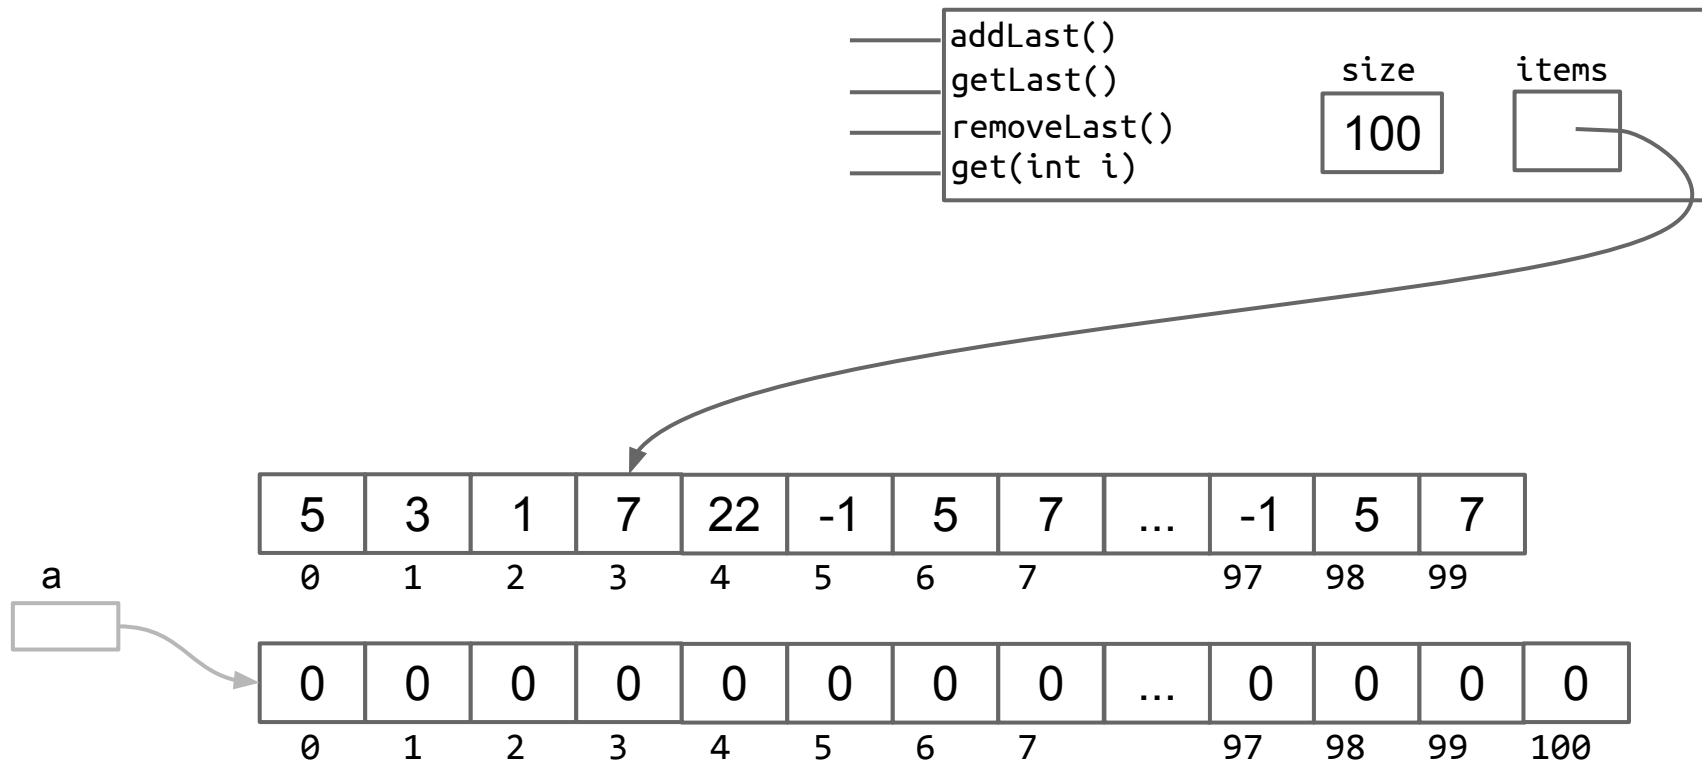 addLast()
getLast()
removeLast()
get(int i)
size items
100
5 3 1 7 22 -1 5 7 ... -1 5 7
0 1 2 3 4 5 6 7 97 98 99
a
0 0 0 0 0 0 0 0 ... 0 0 0 0
0 1 2 3 4 5 6 7 97 98 99 100